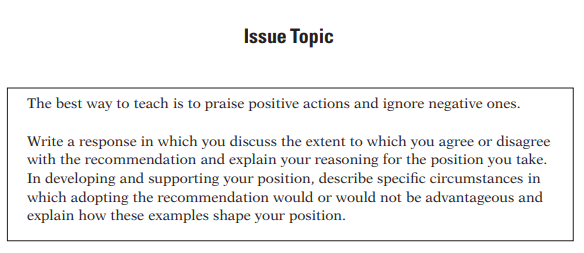 Issue Topic
The best way to teach is to praise positive actions and ignore negative ones.
Write a response in which you discuss the extent to which you agree or disagree
with the recommendation and explain your reasoning for the position you take.
In developing and supporting your position, describe specific circumstances in
which adopting the recommendation would or would not be advantageous and
explain how these examples shape your position.